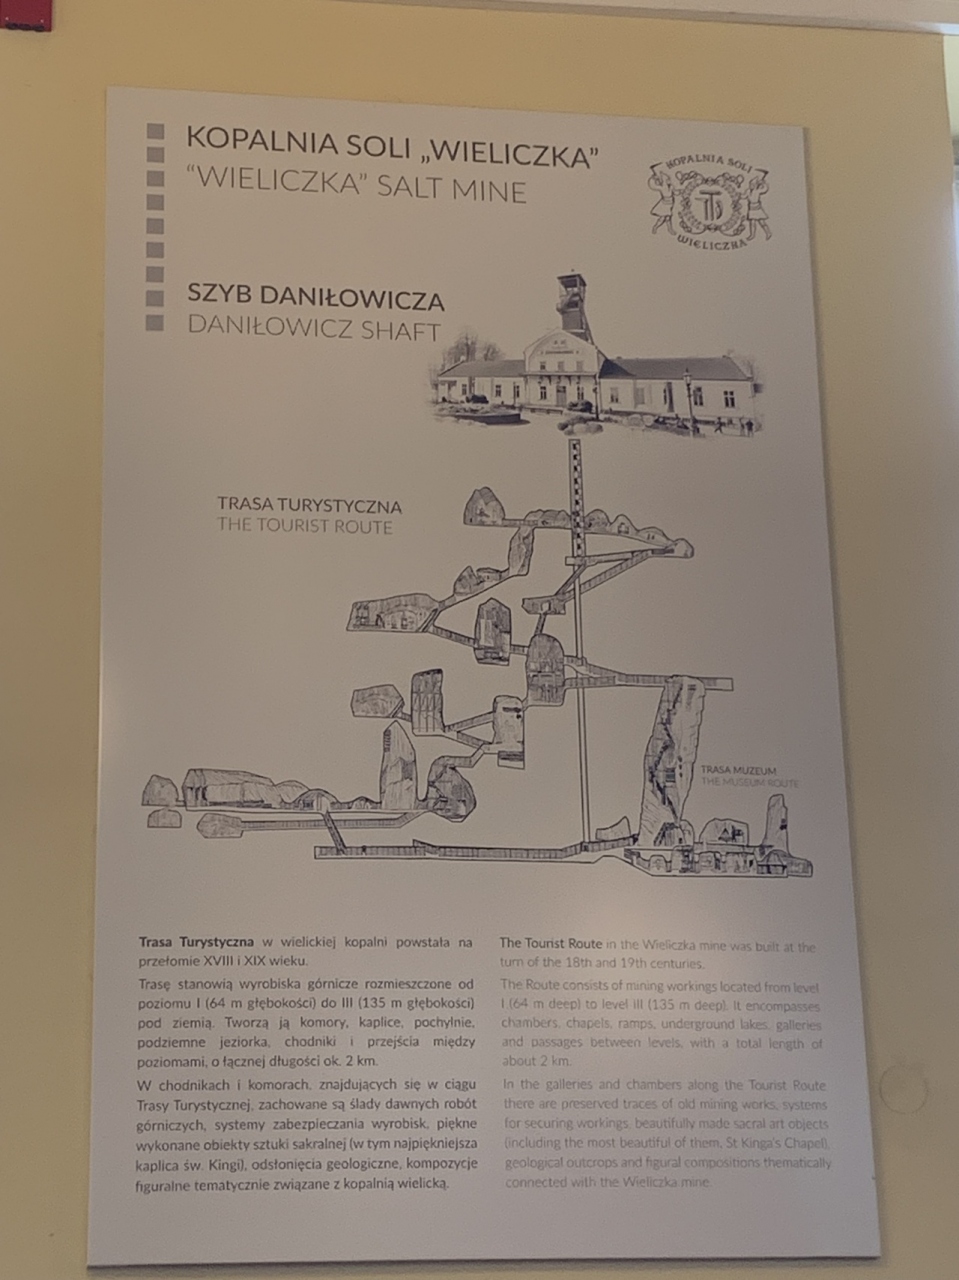 KOPALNIA SOLI „WIELICZKA”
“WIELICZKA” SALT MINE
KOPALNIA SOLI
WIELICZKA
SZYB DANIŁOWICZA
DANIŁOWICZ SHAFT
TRASA TURYSTYCZNA
THE TOURIST ROUTE
TRASA MUZEUM
THE MUSEUM ROUTE
Trasa Turystyczna w wielickiej kopalni powstała na
przełomie XVIII i XIX wieku.
Trasę stanowią wyrobiska górnicze rozmieszczone od
poziomu I (64 m głębokości) do III (135 m głębokości)
pod ziemią. Tworzą ją komory, kaplice, pochylnie,
podziemne jeziorka, chodniki i przejścia między
poziomami, o łącznej długości ok. 2 km.
W chodnikach i komorach, znajdujących się w ciągu
Trasy Turystycznej, zachowane są ślady dawnych robót
górniczych, systemy zabezpieczania wyrobisk, piękne
wykonane obiekty sztuki sakralnej (w tym najpiękniejsza
kaplica św. Kingi), odsłonięcia geologiczne, kompozycje
figuralne tematycznie związane z kopalnią wielicką.
The Tourist Route in the Wieliczka mine was built at the
turn of the 18th and 19th centuries.
The Route consists of mining workings located from level
I (64 m deep) to level III (135 m deep). It encompasses
chambers, chapels, ramps, underground lakes, galleries
and passages between levels, with a total length of
about 2 km.
In the galleries and chambers along the Tourist Route
there are preserved traces of old mining works, systems
for securing workings, beautifully made sacral art objects
(including the most beautiful of them, St Kinga's Chapel),
geological outcrops and figural compositions thematically
connected with the Wieliczka mine.